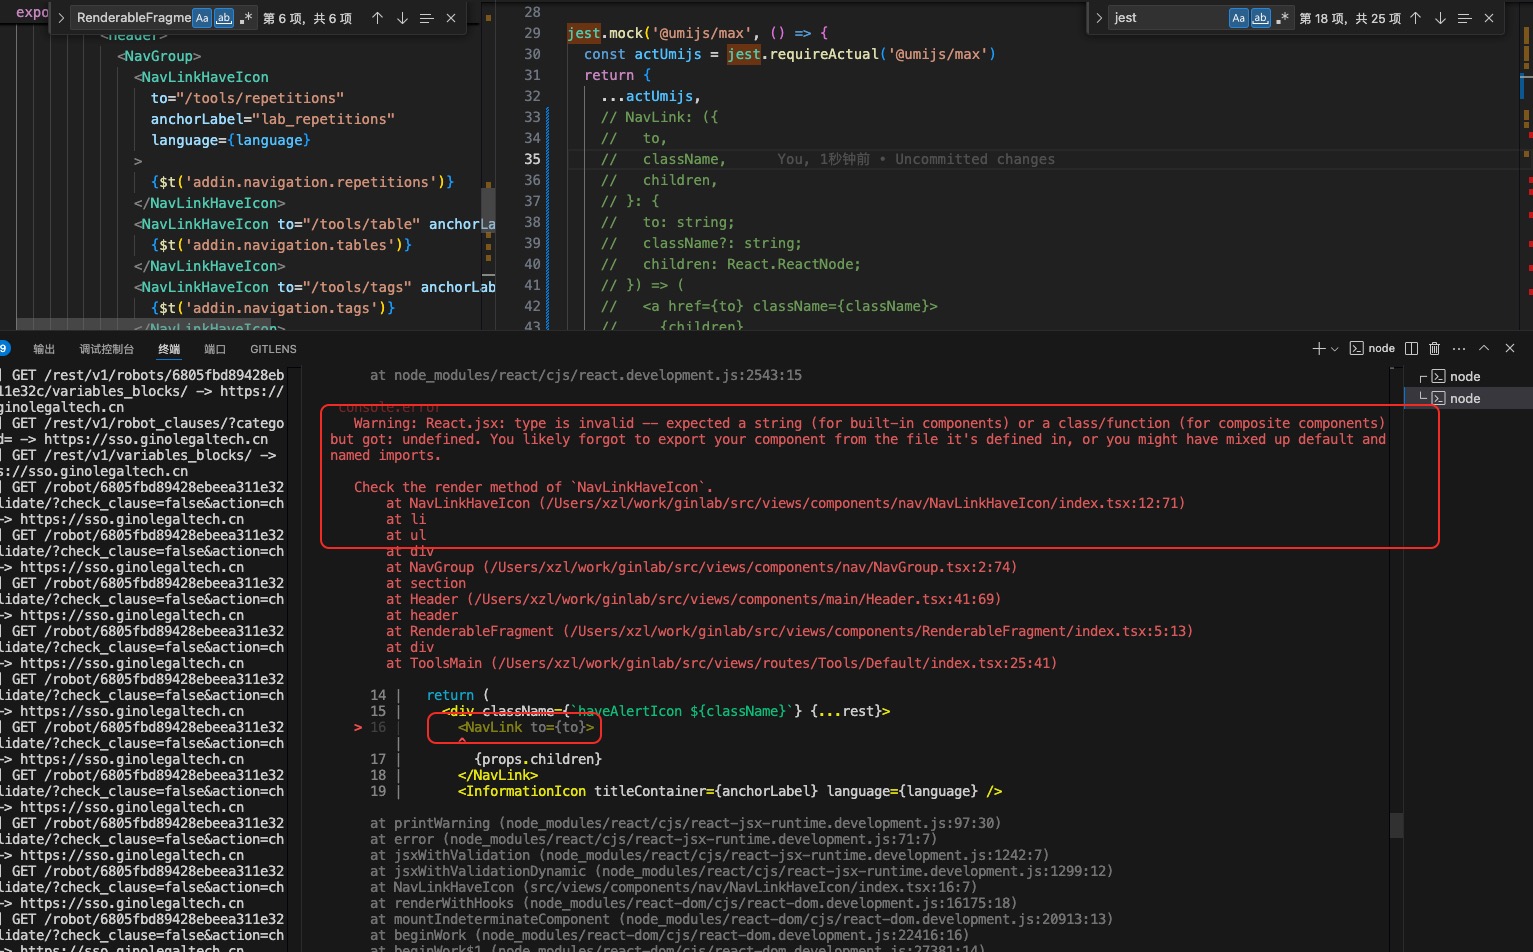 expo
RenderableFragme Aa ab .* 第 6 项，共 6 项
<Header>
<NavGroup>
<NavLinkHaveIcon
to="/tools/repetitions"
anchorLabel="lab_repetitions"
language={language}
>
{$t('addin.navigation.repetitions')}
</NavLinkHaveIcon>
<NavLinkHaveIcon to="/tools/table" anchorLa
{$t('addin.navigation.tables')}
</NavLinkHaveIcon>
<NavLinkHaveIcon to="/tools/tags" anchorLab
{$t('addin.navigation.tags')}
</NavLinkHaveIcon>
jest Aa ab .* 第 18 项，共 25 项
28
29 jest.mock('@umijs/max', () => {
30 const actUmijs = jest.requireActual('@umijs/max')
31 return {
32 ...actUmijs,
33 // NavLink: ({
34 // to,
35 // className, You, 1秒钟前 • Uncommitted changes
36 // children,
37 // }: {
38 // to: string;
39 // className?: string;
40 // children: React.ReactNode;
41 // }) => (
42 // <a href={to} className={className}>
43 // {children}
9 输出 调试控制台 终端 端口 GITLENS
node
node
node
| GET /rest/v1/robots/6805fbd89428eb
11e32c/variables_blocks/ -> https://
ginolegaltech.cn
| GET /rest/v1/robot_clauses/?catego
d= -> https://sso.ginolegaltech.cn
| GET /rest/v1/variables_blocks/ ->
s://sso.ginolegaltech.cn
| GET /robot/6805fbd89428ebeea311e32
lidate/?check_clause=false&action=ch
-> https://sso.ginolegaltech.cn
| GET /robot/6805fbd89428ebeea311e32
lidate/?check_clause=false&action=ch
-> https://sso.ginolegaltech.cn
| GET /robot/6805fbd89428ebeea311e32
lidate/?check_clause=false&action=ch
-> https://sso.ginolegaltech.cn
| GET /robot/6805fbd89428ebeea311e32
lidate/?check_clause=false&action=ch
-> https://sso.ginolegaltech.cn
| GET /robot/6805fbd89428ebeea311e32
lidate/?check_clause=false&action=ch
-> https://sso.ginolegaltech.cn
| GET /robot/6805fbd89428ebeea311e32
lidate/?check_clause=false&action=ch
-> https://sso.ginolegaltech.cn
| GET /robot/6805fbd89428ebeea311e32
lidate/?check_clause=false&action=ch
-> https://sso.ginolegaltech.cn
| GET /robot/6805fbd89428ebeea311e32
lidate/?check_clause=false&action=ch
-> https://sso.ginolegaltech.cn
| GET /robot/6805fbd89428ebeea311e32
lidate/?check_clause=false&action=ch
-> https://sso.ginolegaltech.cn
| GET /robot/6805fbd89428ebeea311e32
lidate/?check_clause=false&action=ch
-> https://sso.ginolegaltech.cn
at node_modules/react/cjs/react.development.js:2543:15
console.error
Warning: React.jsx: type is invalid -- expected a string (for built-in components) or a class/function (for composite components)
but got: undefined. You likely forgot to export your component from the file it's defined in, or you might have mixed up default and
named imports.
Check the render method of `NavLinkHaveIcon`.
at NavLinkHaveIcon (/Users/xzl/work/ginlab/src/views/components/nav/NavLinkHaveIcon/index.tsx:12:71)
at li
at ul
at div
at NavGroup (/Users/xzl/work/ginlab/src/views/components/nav/NavGroup.tsx:2:74)
at section
at Header (/Users/xzl/work/ginlab/src/views/components/main/Header.tsx:41:69)
at header
at RenderableFragment (/Users/xzl/work/ginlab/src/views/components/RenderableFragment/index.tsx:5:13)
at div
at ToolsMain (/Users/xzl/work/ginlab/src/views/routes/Tools/Default/index.tsx:25:41)
14 | return (
15 | <div className={`haveAlertIcon ${className}`} {...rest}>
> 16 | <NavLink to={to}>
| ^
17 | {props.children}
18 | </NavLink>
19 | <InformationIcon titleContainer={anchorLabel} language={language} />
at printWarning (node_modules/react/cjs/react-jsx-runtime.development.js:97:30)
at error (node_modules/react/cjs/react-jsx-runtime.development.js:71:7)
at jsxWithValidation (node_modules/react/cjs/react-jsx-runtime.development.js:1242:7)
at jsxWithValidationDynamic (node_modules/react/cjs/react-jsx-runtime.development.js:1299:12)
at NavLinkHaveIcon (src/views/components/nav/NavLinkHaveIcon/index.tsx:16:7)
at renderWithHooks (node_modules/react-dom/cjs/react-dom.development.js:16175:18)
at mountIndeterminateComponent (node_modules/react-dom/cjs/react-dom.development.js:20913:13)
at beginWork (node_modules/react-dom/cjs/react-dom.development.js:22416:16)
at beginWork$1 (node_modules/react-dom/cjs/react-dom.development.js:27381:14)